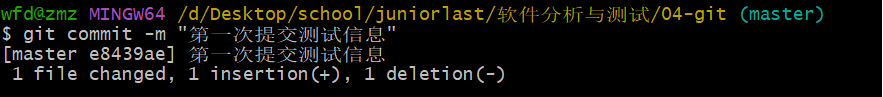 wfd@zmz MINGW64 /d/Desktop/school/juniorlast/软件分析与测试/04-git (master)
$ git commit -m "第一次提交测试信息"
[master e8439ae] 第一次提交测试信息
 1 file changed, 1 insertion(+), 1 deletion(-)